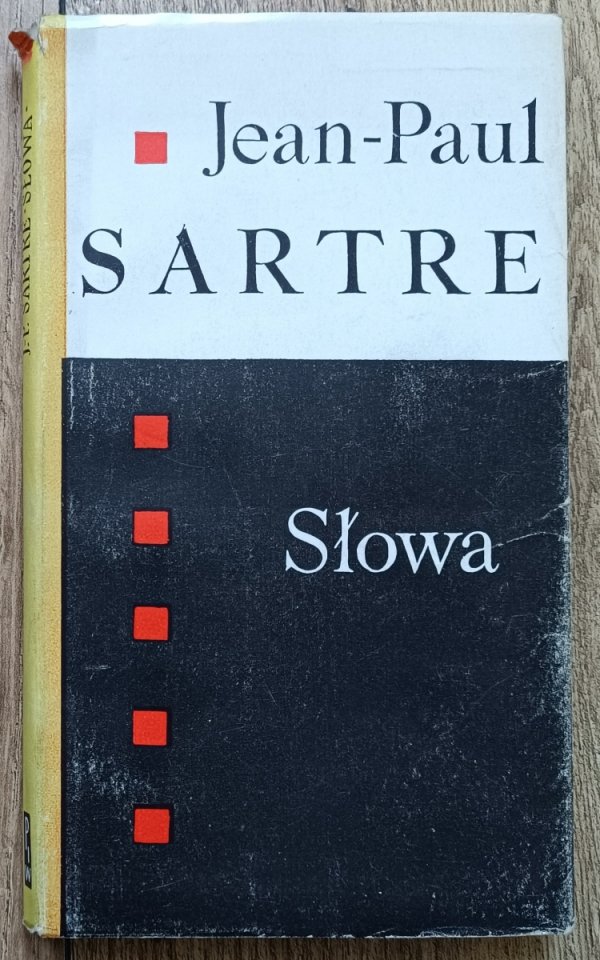 Jean-Paul
SARTRE
Słowa
J. P. SARTRE · SŁOWA ·